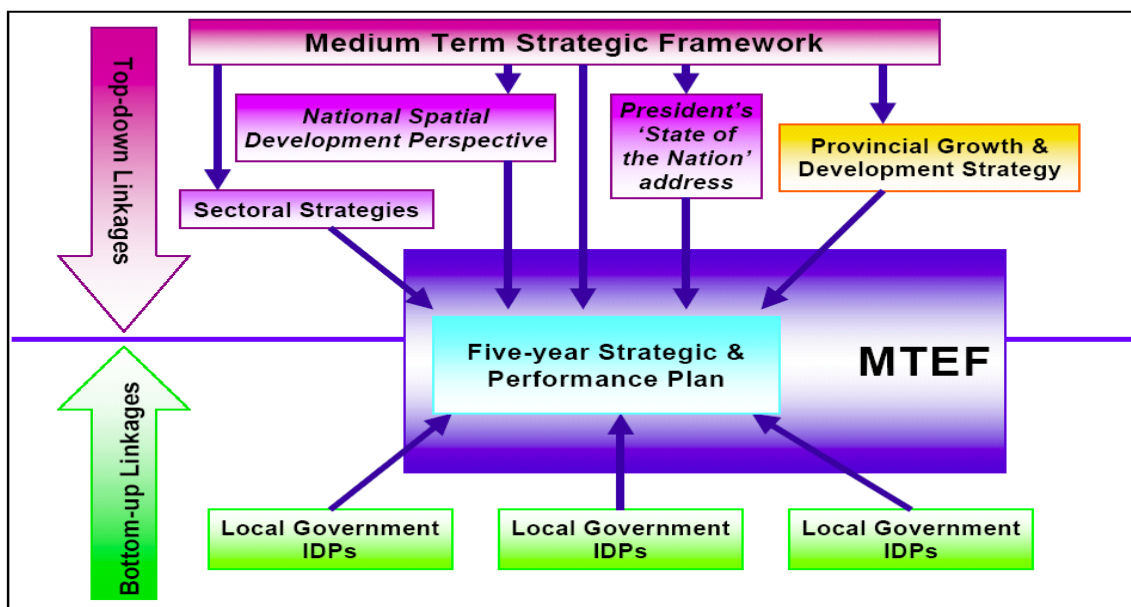 Top-down Linkages
Medium Term Strategic Framework
National Spatial
Development Perspective
President's
'State of
the Nation'
address
Provincial Growth &
Development Strategy
Sectoral Strategies
Five-year Strategic &
Performance Plan
MTEF
Bottom-up Linkages
Local Government
IDPs
Local Government
IDPs
Local Government
IDPs